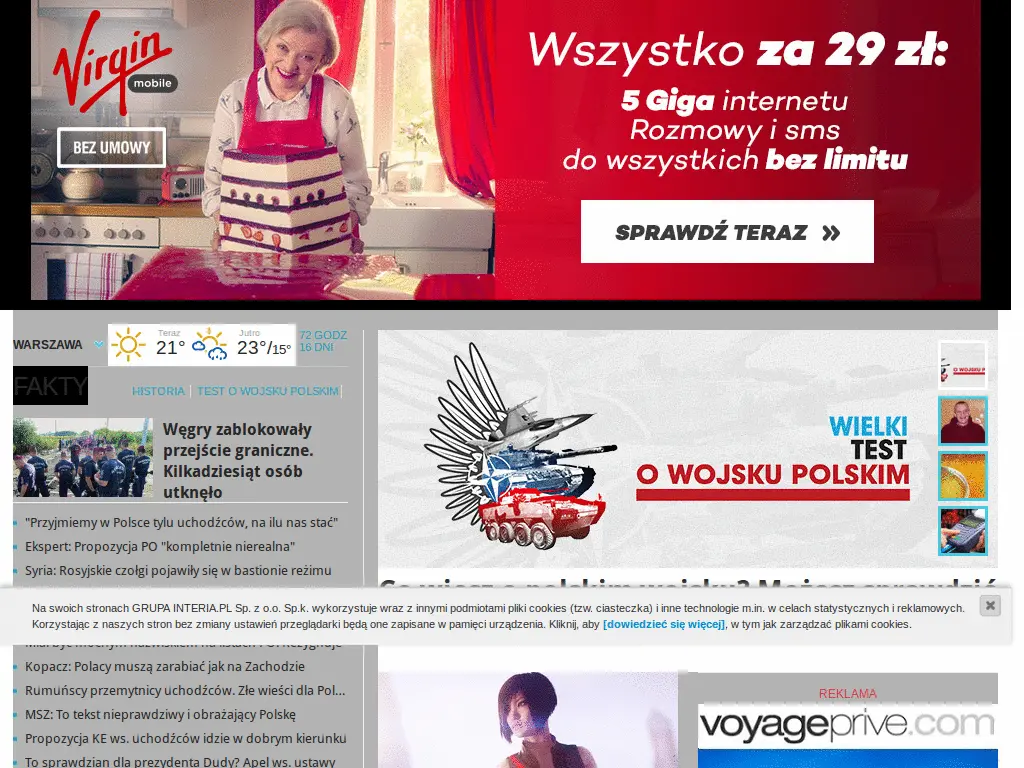 Virgin
mobile
BEZ UMOWY
Wszystko za 29 zł:
5 Giga internetu
Rozmowy i sms
do wszystkich bez limitu
SPRAWDŹ TERAZ »
WARSZAWA
Teraz
21°
Jutro
23°/15°
72 GODZ
16 DNI
FAKTY
HISTORIA
TEST O WOJSKU POLSKIM
Węgry zablokowały
przejście graniczne.
Kilkadziesiąt osób
utknęło
"Przyjmiemy w Polsce tylu uchodźców, na ilu nas stać"
Ekspert: Propozycja PO "kompletnie nierealna"
Syria: Rosyjskie czołgi pojawiły się w bastionie reżimu
WIELKI
TEST
O WOJSKU POLSKIM
O WOJSKU P
Co wiesz o polskim wojsku? Możesz sprawdzić
Na swoich stronach GRUPA INTERIA.PL Sp. z o.o. Sp.k. wykorzystuje wraz z innymi podmiotami pliki cookies (tzw. ciasteczka) i inne technologie m.in. w celach statystycznych i reklamowych.
Korzystając z naszych stron bez zmiany ustawień przeglądarki będą one zapisane w pamięci urządzenia. Kliknij, aby [dowiedzieć się więcej], w tym jak zarządzać plikami cookies.
Kopacz: Polacy muszą zarabiać jak na Zachodzie
Rumuńscy przemytnicy uchodźców. Złe wieści dla Pol...
MSZ: To tekst nieprawdziwy i obrażający Polskę
Propozycja KE ws. uchodźców idzie w dobrym kierunku
To sprawdzian dla prezydenta Dudy? Apel ws. ustawy
REKLAMA
voyageprive.com